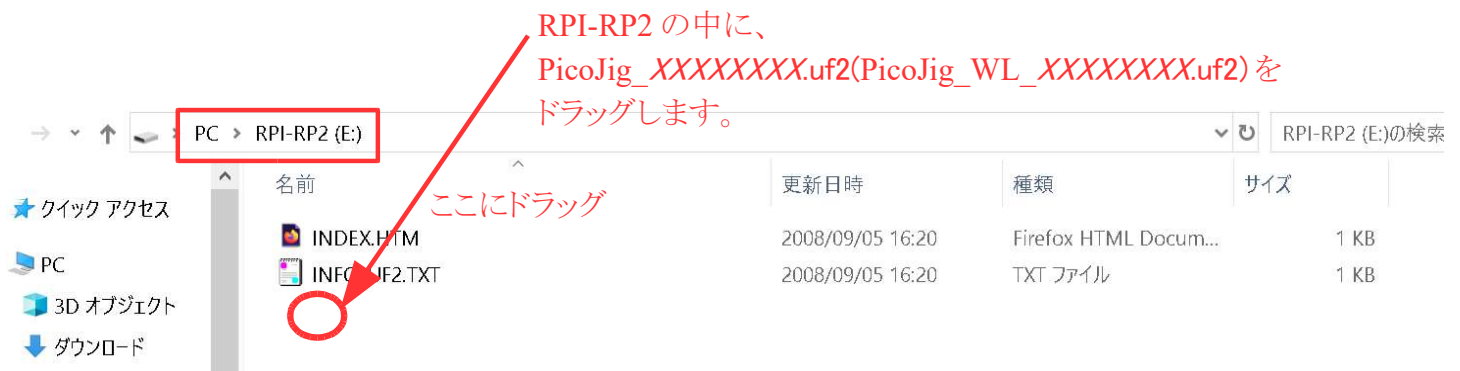 RPI-RP2 の中に、
PicoJig_XXXXXXXX.uf2(PicoJig_WL_XXXXXXXX.uf2)を
ドラッグします。
PC > RPI-RP2 (E:)
RPI-RP2 (E:)の検索
名前 更新日時 種類 サイズ
ここにドラッグ
クイック アクセス
INDEX.HTM 2008/09/05 16:20 Firefox HTML Docum... 1 KB
PC
INFO_UF2.TXT 2008/09/05 16:20 TXT ファイル 1 KB
3D オブジェクト
ダウンロード